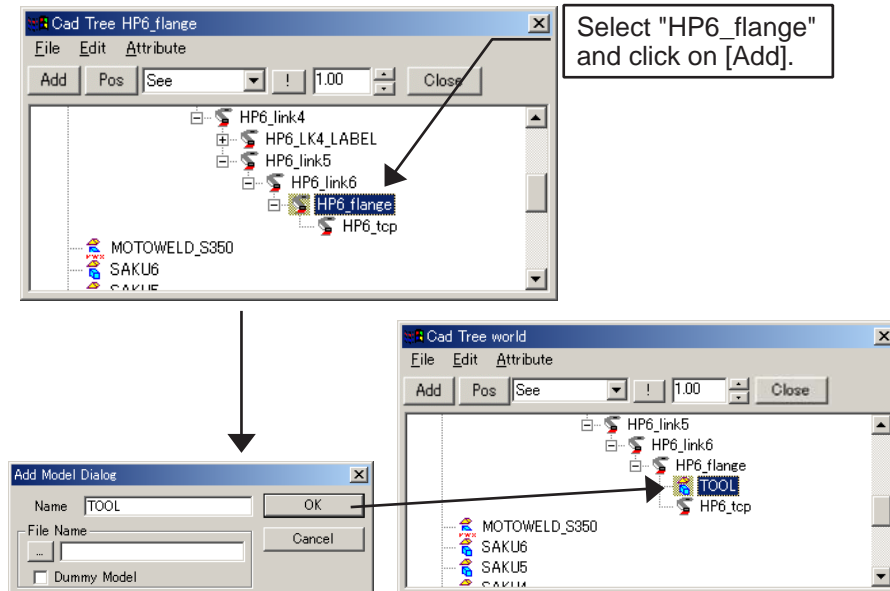 Cad Tree HP6_flange
Select "HP6_flange"
and click on [Add].
File Edit Attribute
Add Pos See ! 1.00 Close
HP6_link4
HP6_LK4_LABEL
HP6_link5
HP6_link6
HP6_flange
HP6_tcp
MOTOWELD_S350
SAKU6
SAKU5
Cad Tree world
File Edit Attribute
Add Pos See ! 1.00 Close
HP6_link5
HP6_link6
HP6_flange
TOOL
HP6_tcp
MOTOWELD_S350
SAKU6
SAKU5
SAKU4
Add Model Dialog
Name TOOL OK
File Name
... Cancel
Dummy Model